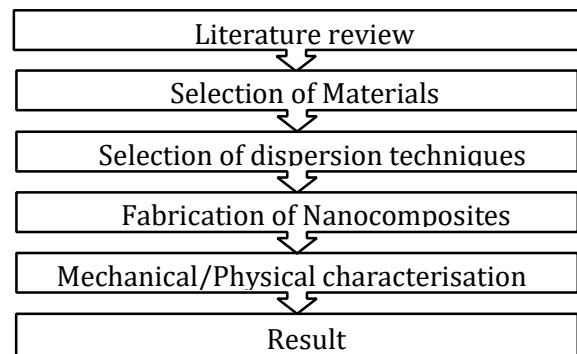 Literature review
Selection of Materials
Selection of dispersion techniques
Fabrication of Nanocomposites
Mechanical/Physical characterisation
Result